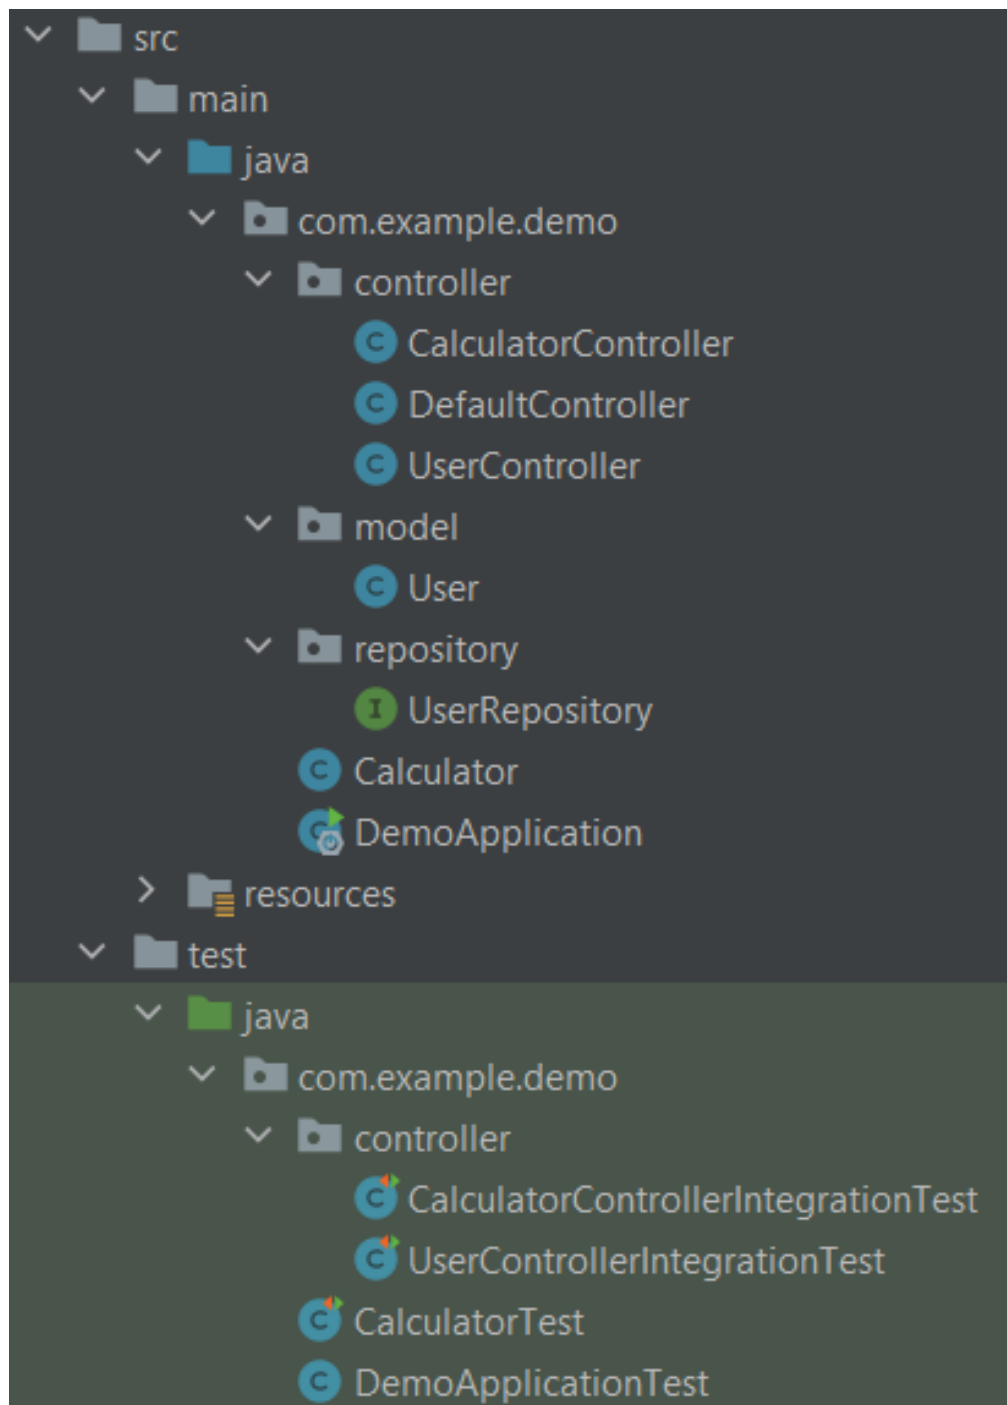 src
main
java
com.example.demo
controller
C CalculatorController
C DefaultController
C UserController
model
C User
repository
I UserRepository
C Calculator
C DemoApplication
resources
test
java
com.example.demo
controller
C CalculatorControllerIntegrationTest
C UserControllerIntegrationTest
C CalculatorTest
C DemoApplicationTest